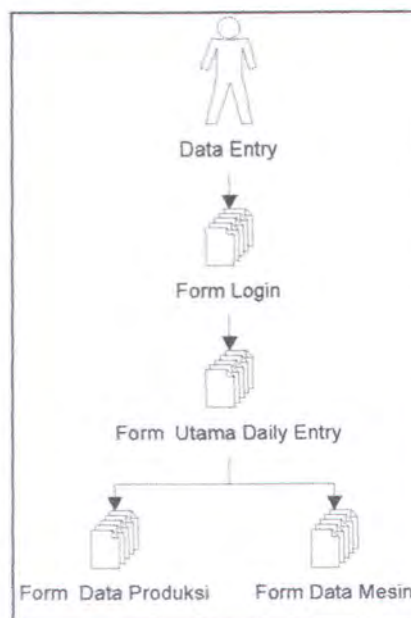 Data Entry
Form Login
Form Utama Daily Entry
Form Data Produksi
Form Data Mesin